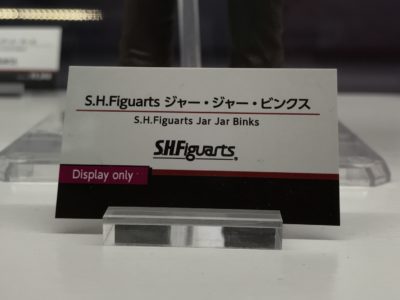 S.H.Figuarts ジャー・ジャー・ビンクス
S.H.Figuarts Jar Jar Binks
S.H.Figuarts
Display only